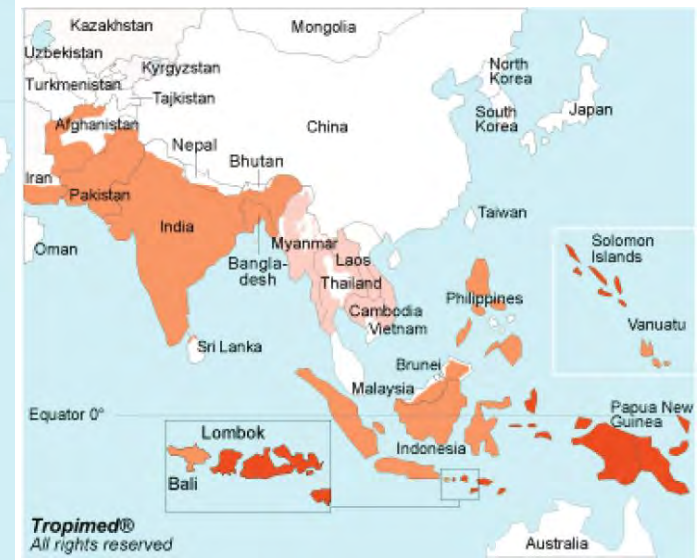 Kazakhstan
Mongolia
Uzbekistan
Kyrgyzstan
Turkmenistan
Tajkistan
North
Korea
Afghanistan
South
Korea
Japan
China
Nepal
Bhutan
Iran
Pakistan
India
Taiwan
Oman
Myanmar
Laos
Bangla-
desh
Thailand
Solomon
Islands
Philippines
Cambodia
Vietnam
Vanuatu
Sri Lanka
Brunei
Malaysia
Equator 0°
Papua New
Guinea
Lombok
Indonesia
Bali
Tropimed®
All rights reserved
Australia